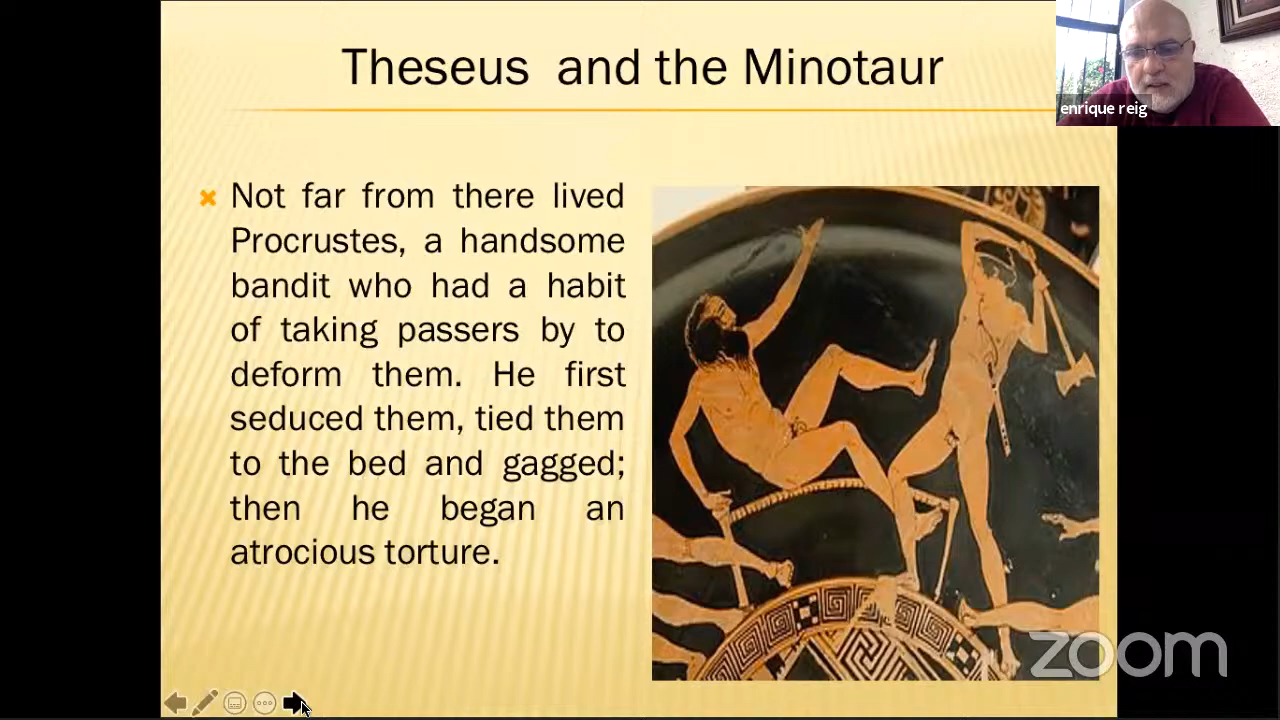 Theseus and the Minotaur
enrique reig
Not far from there lived
Procrustes, a handsome
bandit who had a habit
of taking passers by to
deform them. He first
seduced them, tied them
to the bed and gagged;
then he began an
atrocious torture.
zoom